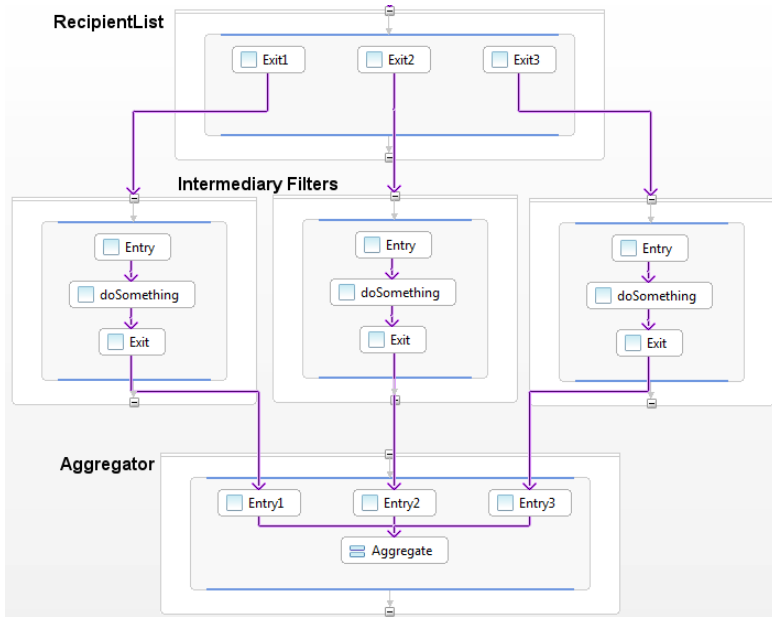 RecipientList
Exit1 Exit2 Exit3
Intermediary Filters
Entry Entry Entry
doSomething doSomething doSomething
Exit Exit Exit
Aggregator
Entry1 Entry2 Entry3
Aggregate